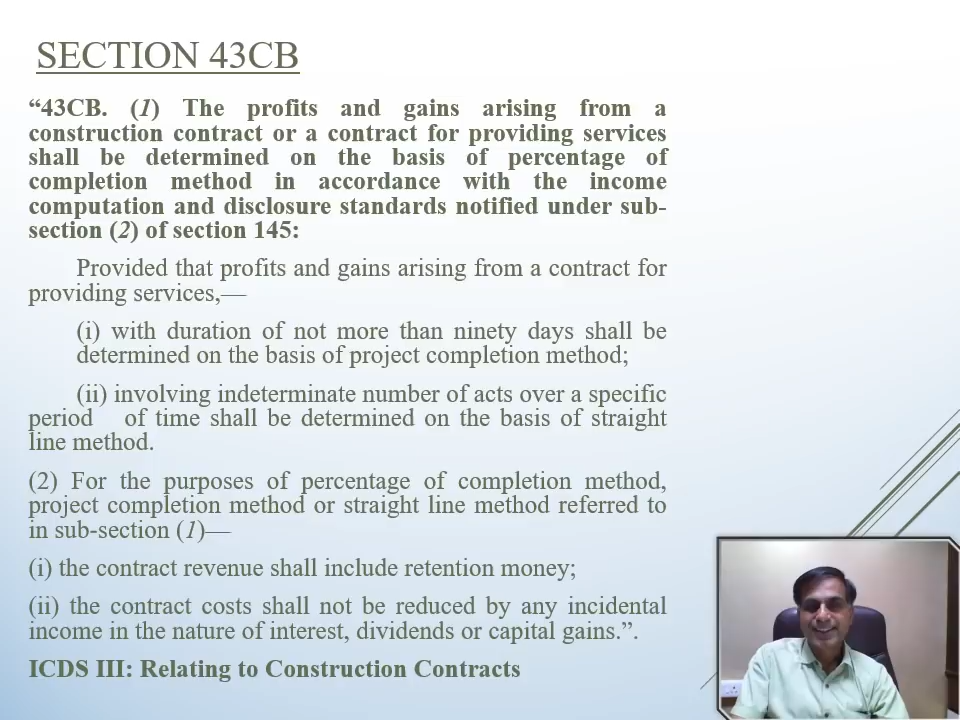 SECTION 43CB
“43CB. (1) The profits and gains arising from a
construction contract or a contract for providing services
shall be determined on the basis of percentage of
completion method in accordance with the income
computation and disclosure standards notified under sub-
section (2) of section 145:
Provided that profits and gains arising from a contract for
providing services,—
(i) with duration of not more than ninety days shall be
determined on the basis of project completion method;
(ii) involving indeterminate number of acts over a specific
period of time shall be determined on the basis of straight
line method.
(2) For the purposes of percentage of completion method,
project completion method or straight line method referred to
in sub-section (1)—
(i) the contract revenue shall include retention money;
(ii) the contract costs shall not be reduced by any incidental
income in the nature of interest, dividends or capital gains.”.
ICDS III: Relating to Construction Contracts